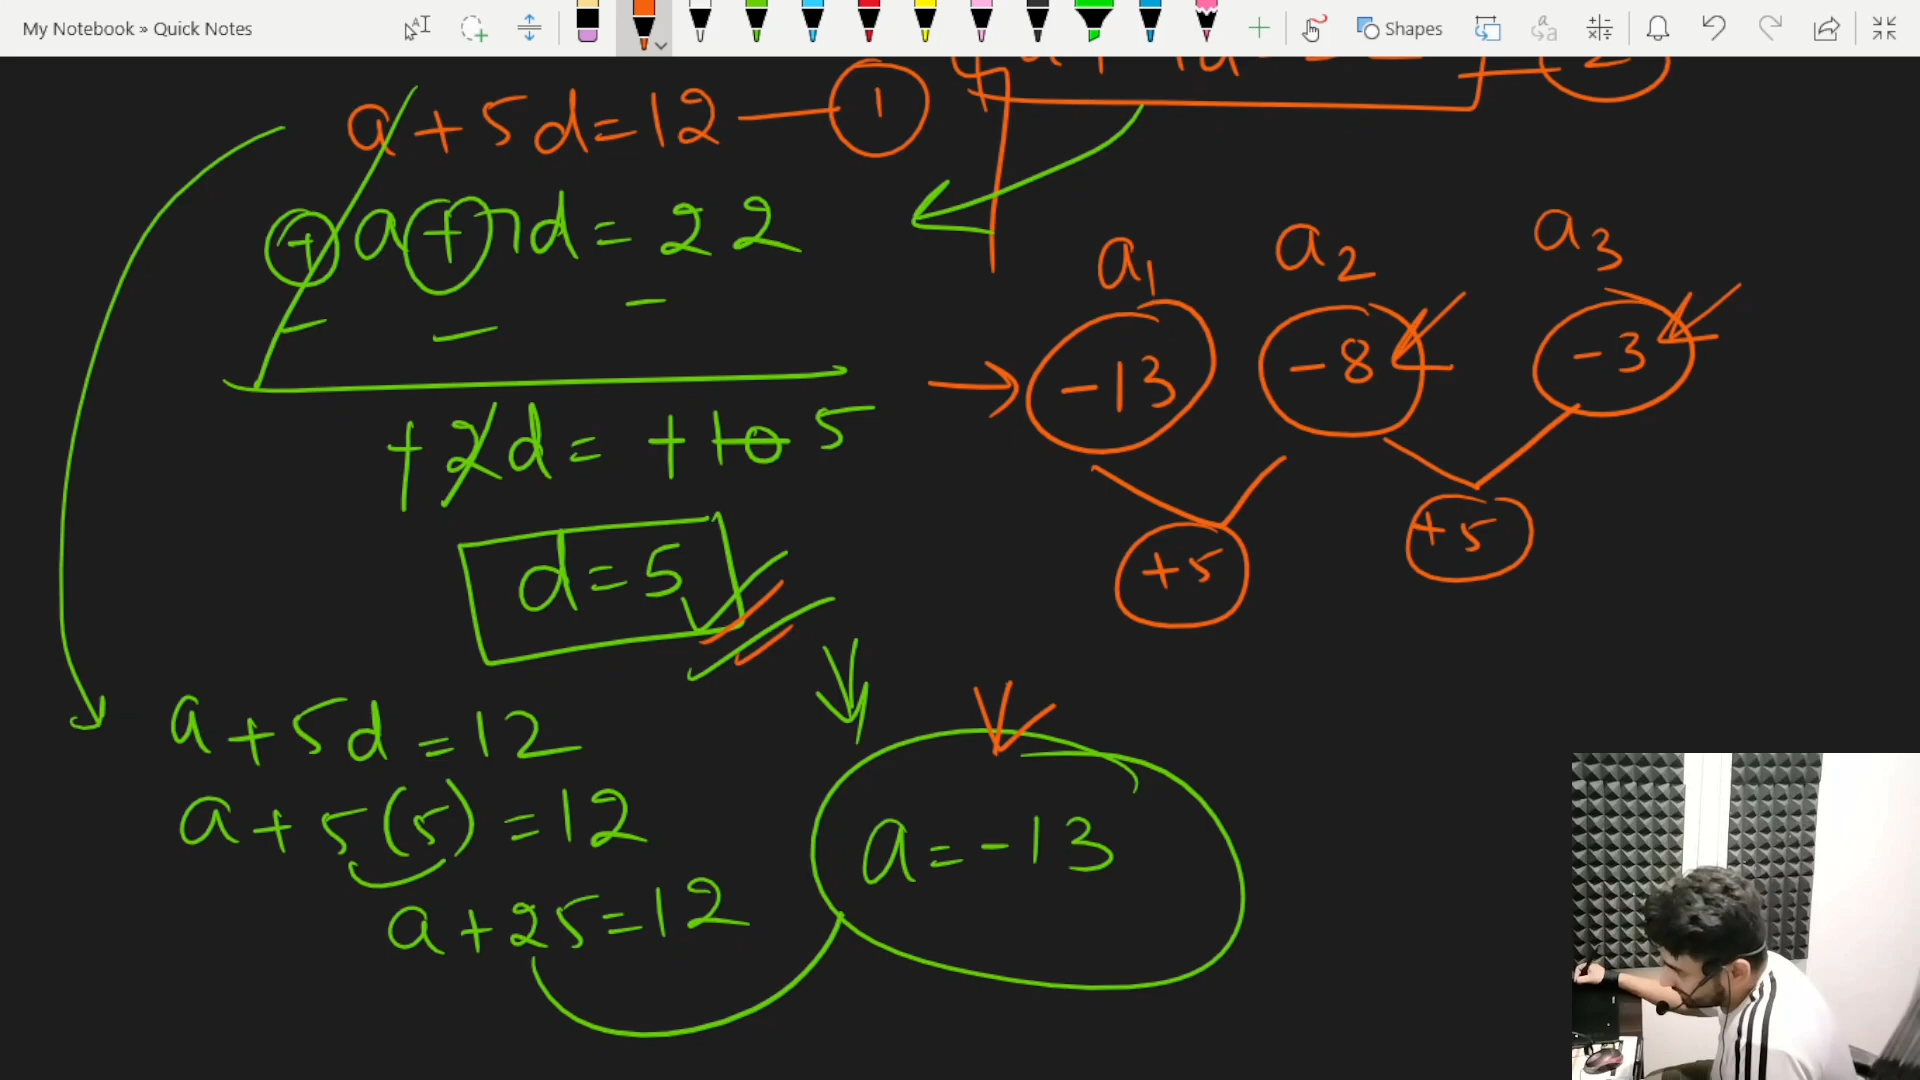 My Notebook » Quick Notes
Shapes
a + 5d = 12 — 1
+ a + 7d = 22
− − −
+2d = +10 5
d = 5
a + 5d = 12
a + 5(5) = 12
a + 25 = 12
a = -13
a1 a2 a3
-13 -8 -3
+5 +5